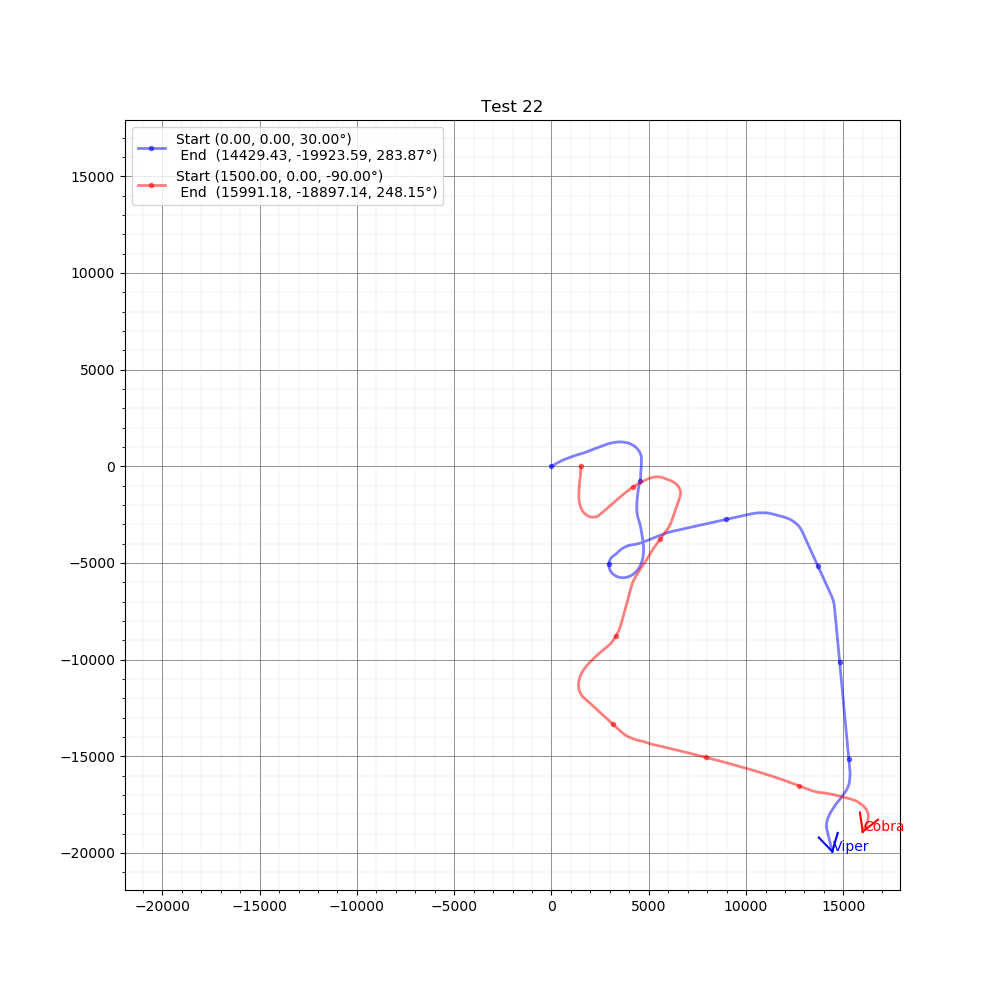 Test 22
Start (0.00, 0.00, 30.00°)
End  (14429.43, -19923.59, 283.87°)
Start (1500.00, 0.00, -90.00°)
End  (15991.18, -18897.14, 248.15°)
15000
10000
5000
0
−5000
−10000
−15000
−20000
Cobra
Viper
−20000 −15000 −10000 −5000 0 5000 10000 15000